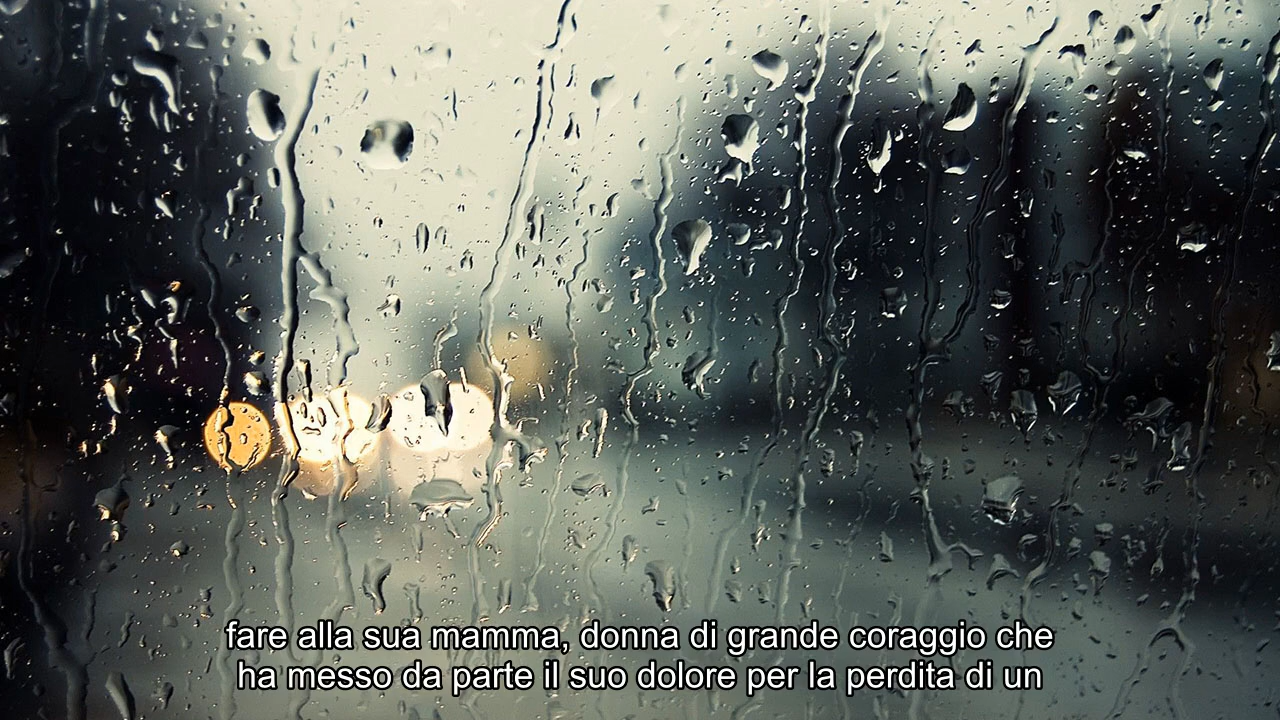 fare alla sua mamma, donna di grande coraggio che
ha messo da parte il suo dolore per la perdita di un